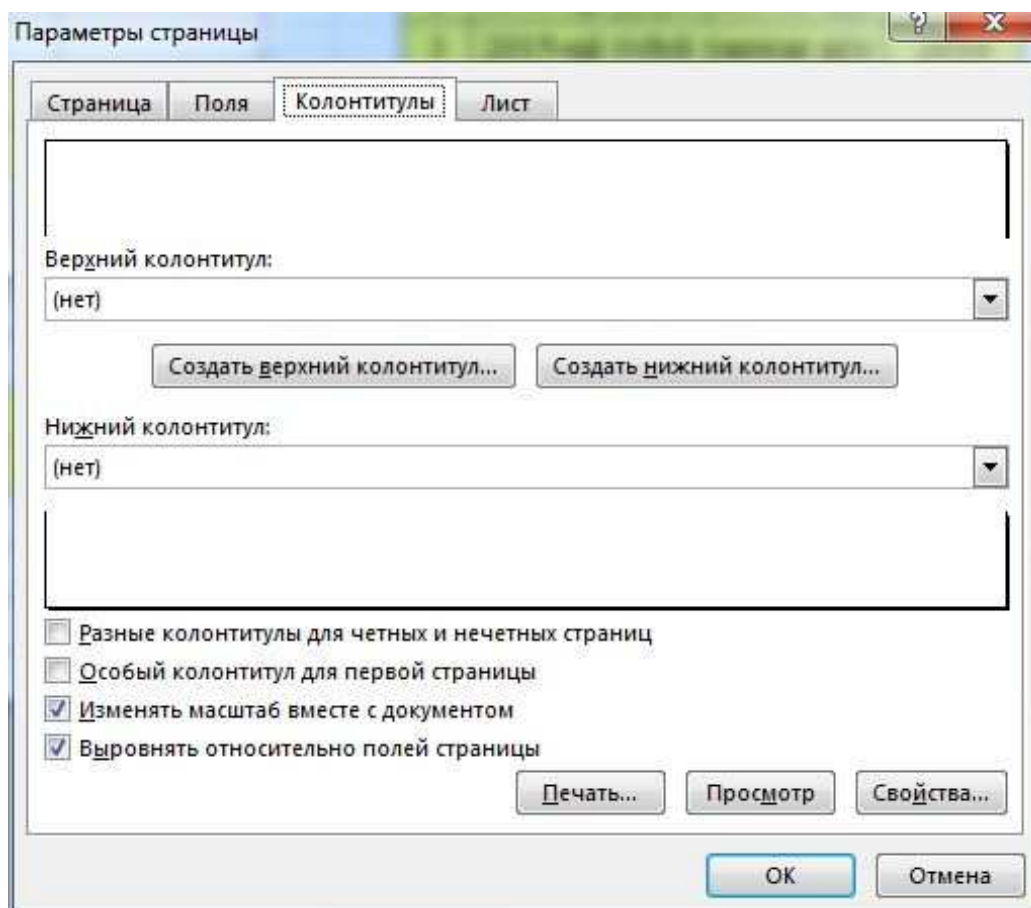 Параметры страницы
Страница Поля Колонтитулы Лист
Верхний колонтитул:
(нет)
Создать верхний колонтитул... Создать нижний колонтитул...
Нижний колонтитул:
(нет)
Разные колонтитулы для четных и нечетных страниц
Особый колонтитул для первой страницы
Изменять масштаб вместе с документом
Выровнять относительно полей страницы
Печать... Просмотр Свойства...
ОК Отмена